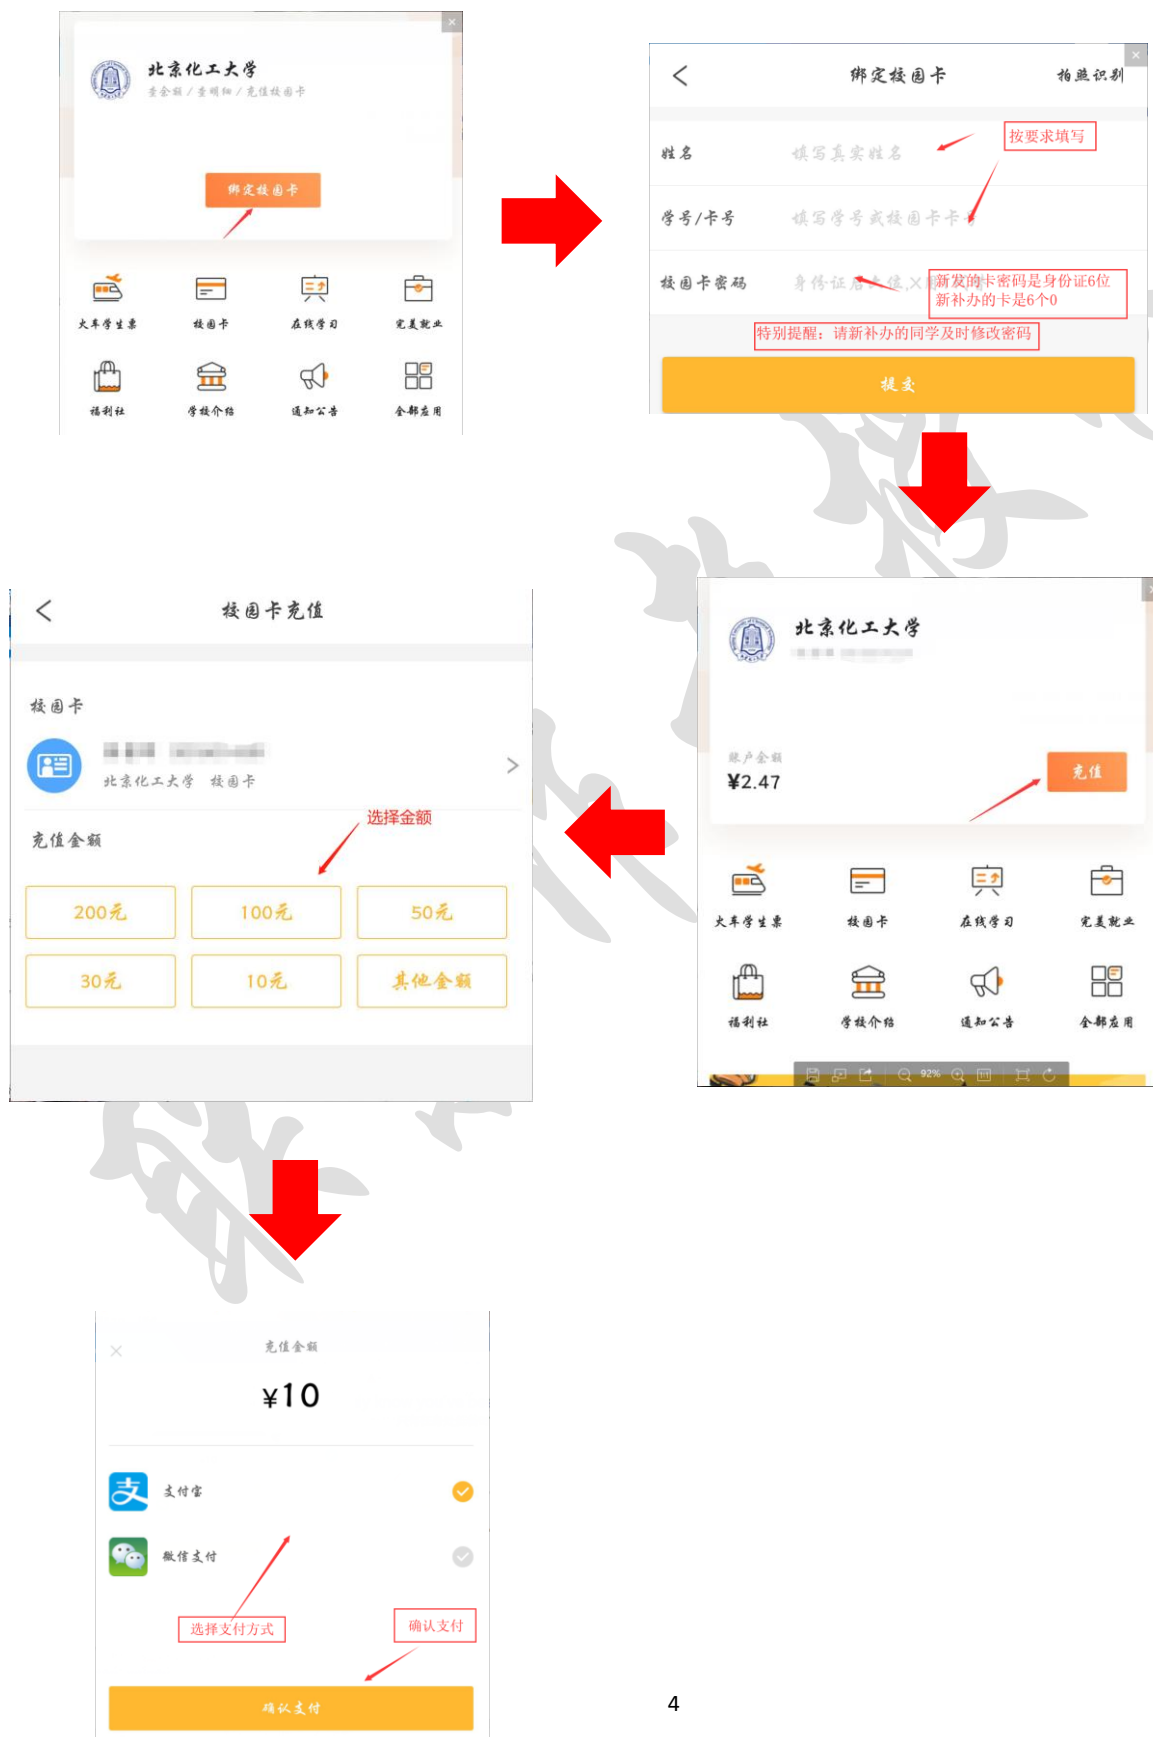 北京化工大学
查余额 / 查明细 / 充值校园卡
绑定校园卡
火车学生票
校园卡
在线学习
完美就业
福利社
学校介绍
通知公告
全部应用
绑定校园卡
拍照识别
姓名
填写真实姓名
按要求填写
学号/卡号
填写学号或校园卡卡号
校园卡密码
身份证后六位,X
新发的卡密码是身份证6位
新补办的卡是6个0
特别提醒：请新补办的同学及时修改密码
提交
北京化工大学
账户余额
¥2.47
充值
火车学生票
校园卡
在线学习
完美就业
福利社
学校介绍
通知公告
全部应用
92%
校园卡充值
校园卡
北京化工大学 校园卡
选择金额
充值金额
200元
100元
50元
30元
10元
其他金额
充值金额
¥10
支付宝
微信支付
选择支付方式
确认支付
确认支付
4